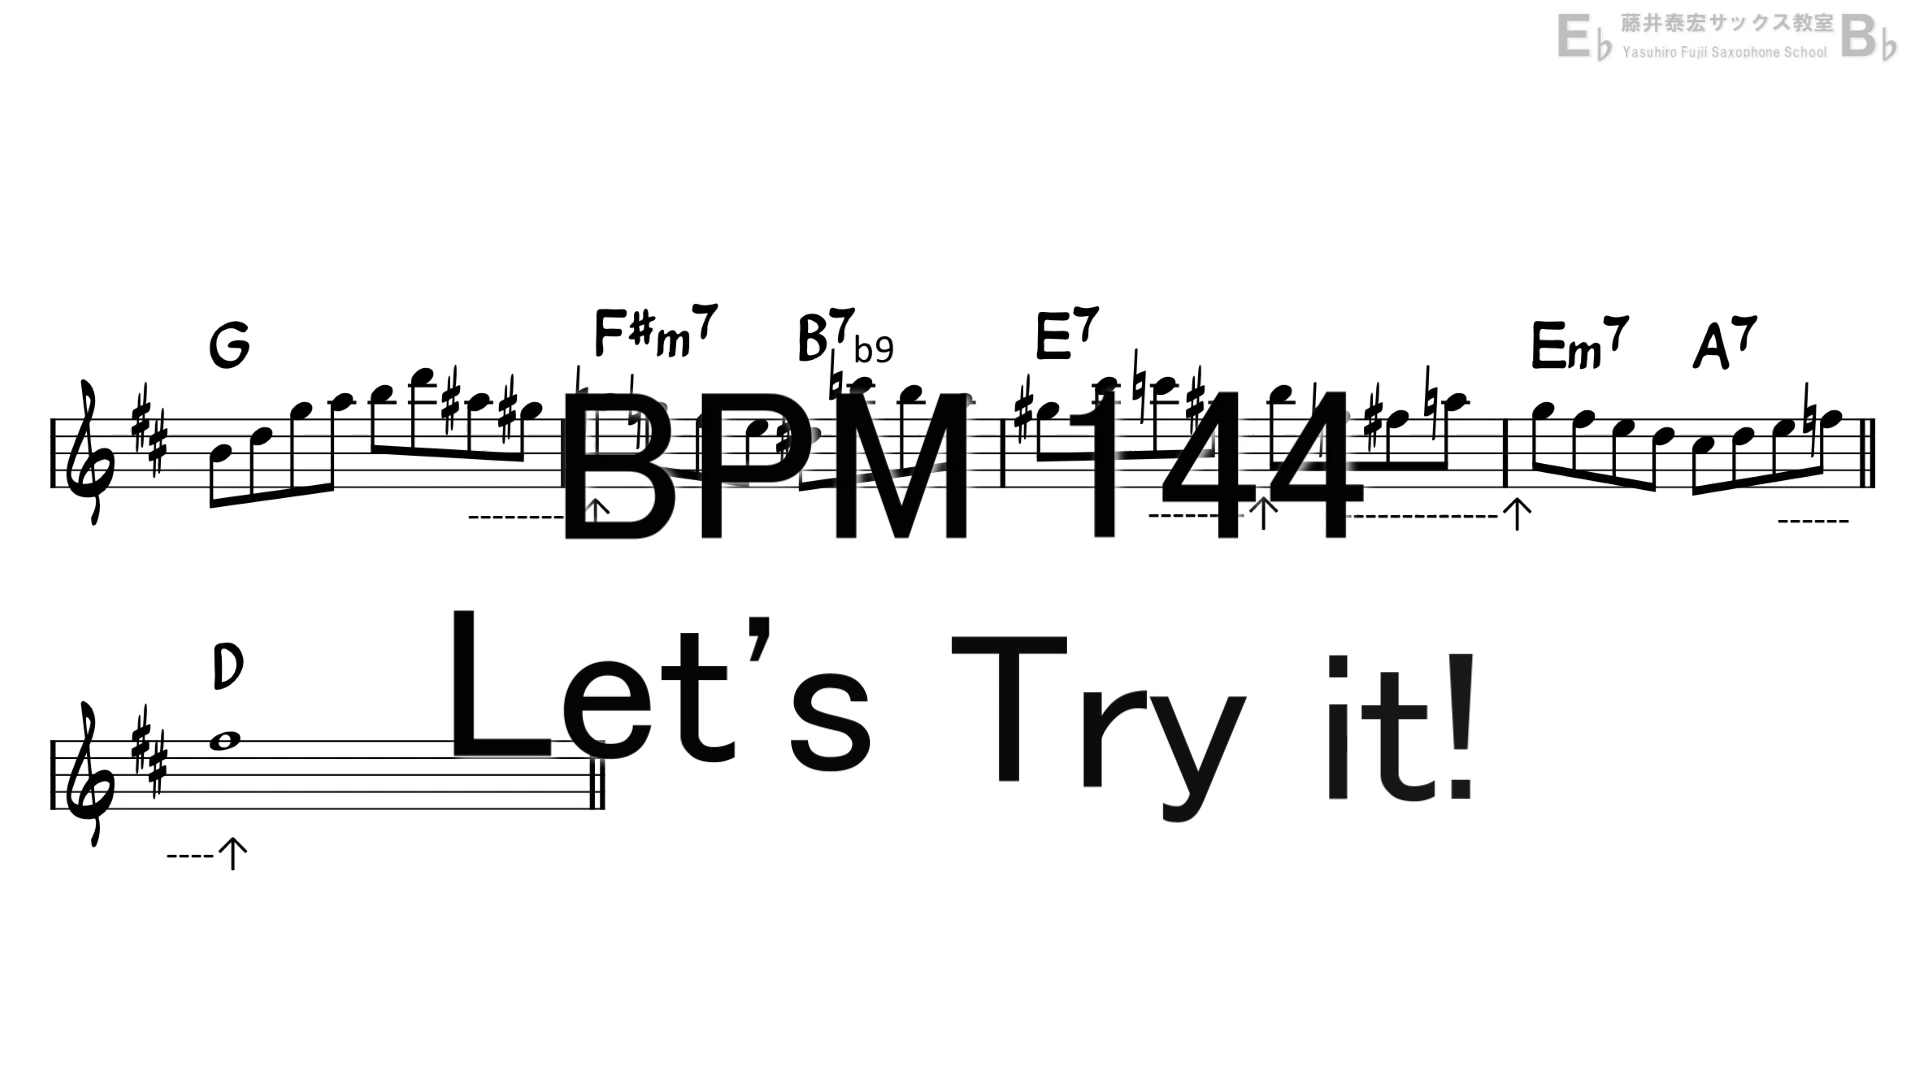 E♭ 藤井泰宏サックス教室 B♭
Yasuhiro Fujii Saxophone School
G F#m7 B7b9 E7 Em7 A7
BPM 144
Let's Try it!
D